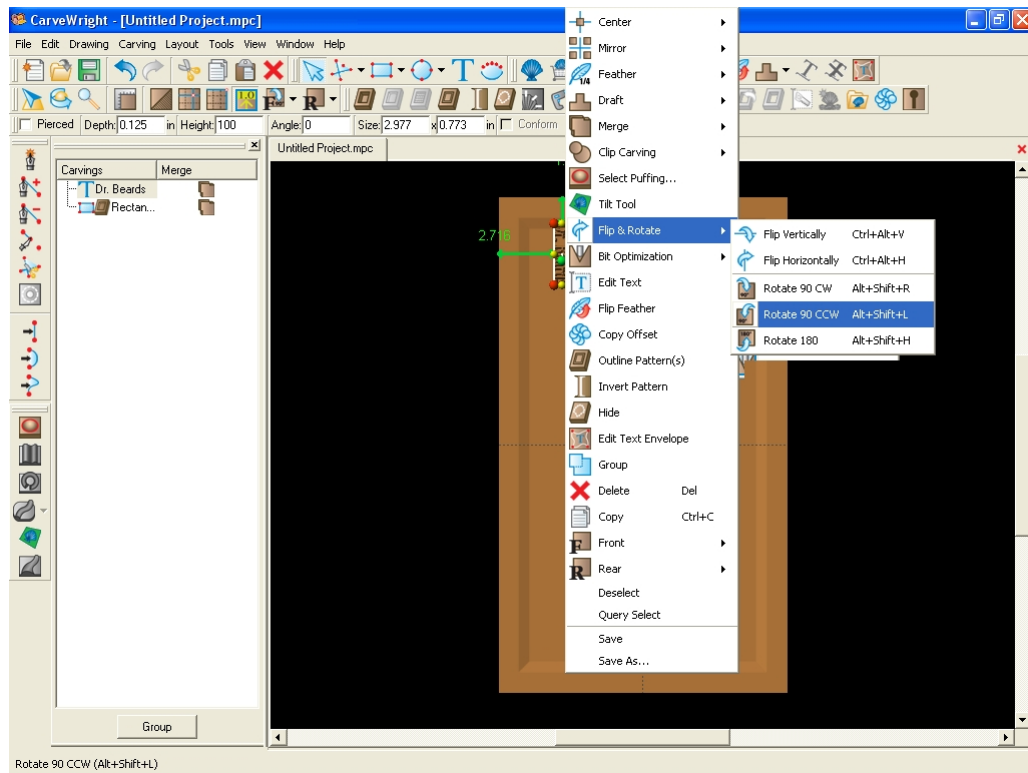 CarveWright - [Untitled Project.mpc]
File Edit Drawing Carving Layout Tools View Window Help
Pierced Depth: 0.125 in Height: 100 Angle: 0 Size: 2.977 x 0.773 in Conform
Untitled Project.mpc
Carvings Merge
Dr. Beards
Rectan...
Group
2.716
Center
Mirror
Feather
Draft
Merge
Clip Carving
Select Puffing...
Tilt Tool
Flip & Rotate
Bit Optimization
Edit Text
Flip Feather
Copy Offset
Outline Pattern(s)
Invert Pattern
Hide
Edit Text Envelope
Group
Delete Del
Copy Ctrl+C
Front
Rear
Deselect
Query Select
Save
Save As...
Flip Vertically Ctrl+Alt+V
Flip Horizontally Ctrl+Alt+H
Rotate 90 CW Alt+Shift+R
Rotate 90 CCW Alt+Shift+L
Rotate 180 Alt+Shift+H
Rotate 90 CCW (Alt+Shift+L)